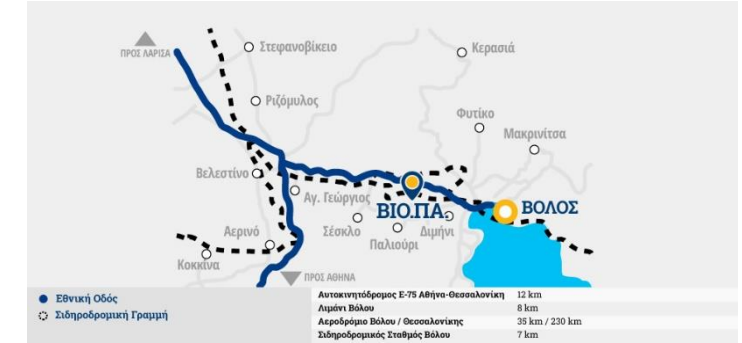 ΠΡΟΣ ΛΑΡΙΣΑ
Στεφανοβίκειο
Κερασιά
Ριζόμυλος
Φυτίκο
Μακρινίτσα
Βελεστίνο
Αγ. Γεώργιος
ΒΙΟ.ΠΑ.
ΒΟΛΟΣ
Αερινό
Σέσκλο
Παλιούρι
Διμήνι
Κοκκίνα
ΠΡΟΣ ΑΘΗΝΑ
Εθνική Οδός
Σιδηροδρομική Γραμμή
Αυτοκινητόδρομος Ε-75 Αθήνα-Θεσσαλονίκη 12 km
Λιμάνι Βόλου 8 km
Αεροδρόμιο Βόλου / Θεσσαλονίκης 35 km / 230 km
Σιδηροδρομικός Σταθμός Βόλου 7 km